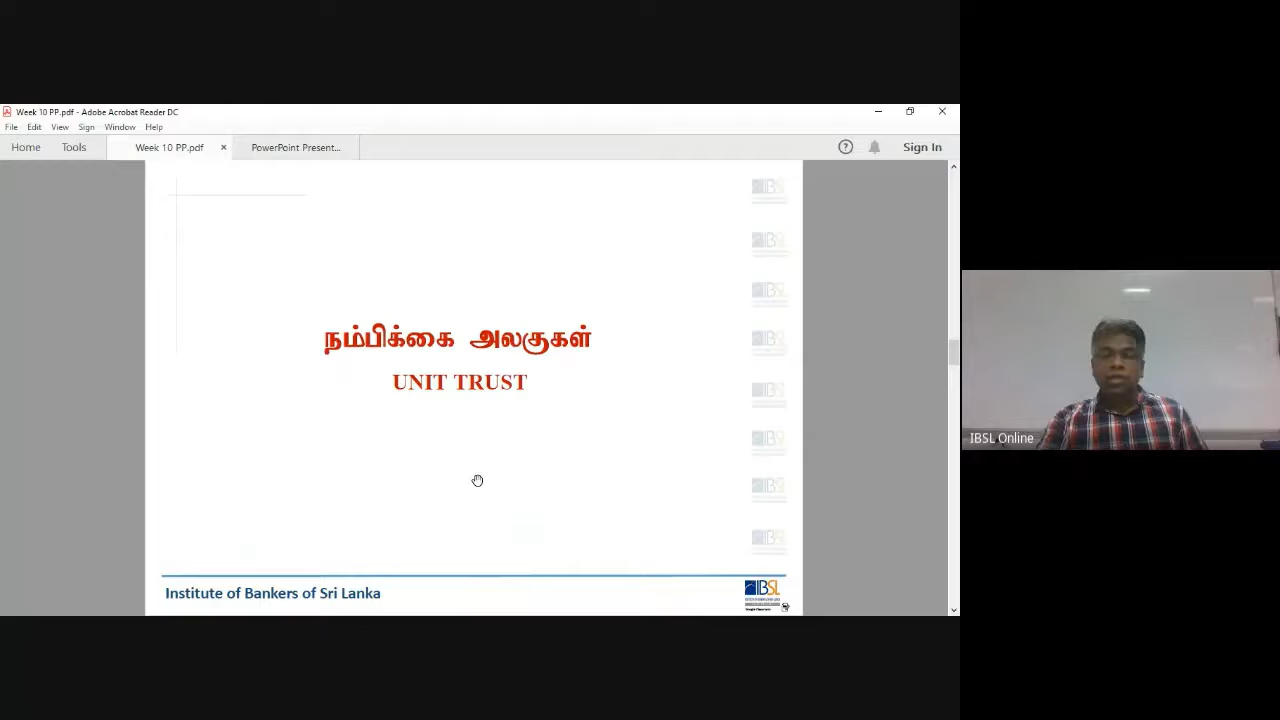 Week 10 PP.pdf - Adobe Acrobat Reader DC
File Edit View Sign Window Help
Home Tools Week 10 PP.pdf × PowerPoint Present... Sign In
நம்பிக்கை அலகுகள்
UNIT TRUST
Institute of Bankers of Sri Lanka
IBSL
IBSL Online